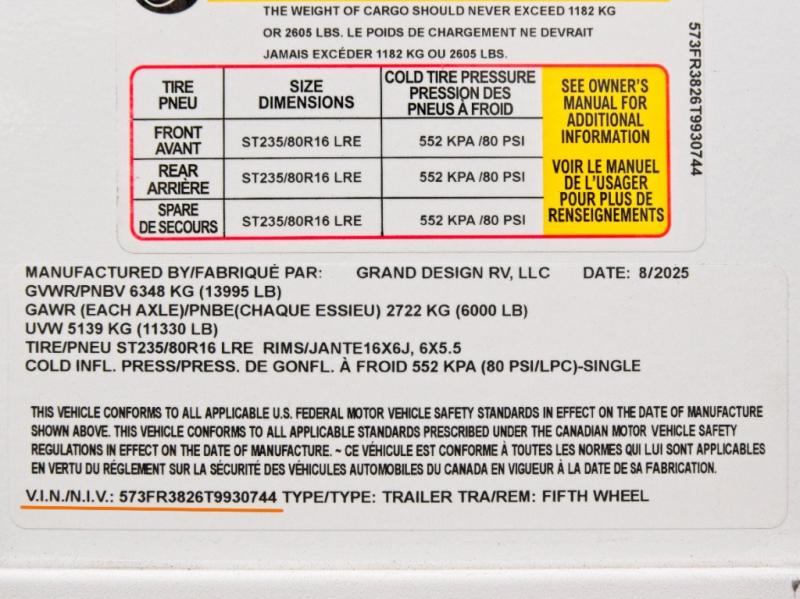 THE WEIGHT OF CARGO SHOULD NEVER EXCEED 1182 KG
OR 2605 LBS. LE POIDS DE CHARGEMENT NE DEVRAIT
JAMAIS EXCÉDER 1182 KG OU 2605 LBS.
TIRE
PNEU
SIZE
DIMENSIONS
COLD TIRE PRESSURE
PRESSION DES
PNEUS À FROID
SEE OWNER'S
MANUAL FOR
ADDITIONAL
INFORMATION
VOIR LE MANUEL
DE L'USAGER
POUR PLUS DE
RENSEIGNEMENTS
FRONT
AVANT
ST235/80R16 LRE
552 KPA /80 PSI
REAR
ARRIÈRE
ST235/80R16 LRE
552 KPA /80 PSI
SPARE
DE SECOURS
ST235/80R16 LRE
552 KPA /80 PSI
573FR3826T9930744
MANUFACTURED BY/FABRIQUÉ PAR: GRAND DESIGN RV, LLC DATE: 8/2025
GVWR/PNBV 6348 KG (13995 LB)
GAWR (EACH AXLE)/PNBE(CHAQUE ESSIEU) 2722 KG (6000 LB)
UVW 5139 KG (11330 LB)
TIRE/PNEU ST235/80R16 LRE RIMS/JANTE16X6J, 6X5.5
COLD INFL. PRESS/PRESS. DE GONFL. À FROID 552 KPA (80 PSI/LPC)-SINGLE
THIS VEHICLE CONFORMS TO ALL APPLICABLE U.S. FEDERAL MOTOR VEHICLE SAFETY STANDARDS IN EFFECT ON THE DATE OF MANUFACTURE
SHOWN ABOVE. THIS VEHICLE CONFORMS TO ALL APPLICABLE STANDARDS PRESCRIBED UNDER THE CANADIAN MOTOR VEHICLE SAFETY
REGULATIONS IN EFFECT ON THE DATE OF MANUFACTURE. ~ CE VÉHICULE EST CONFORME À TOUTES LES NORMES QUI LUI SONT APPLICABLES
EN VERTU DU RÉGLEMENT SUR LA SÉCURITÉ DES VÉHICULES AUTOMOBILES DU CANADA EN VIGUEUR À LA DATE DE SA FABRICATION.
V.I.N./N.I.V.: 573FR3826T9930744 TYPE/TYPE: TRAILER TRA/REM: FIFTH WHEEL